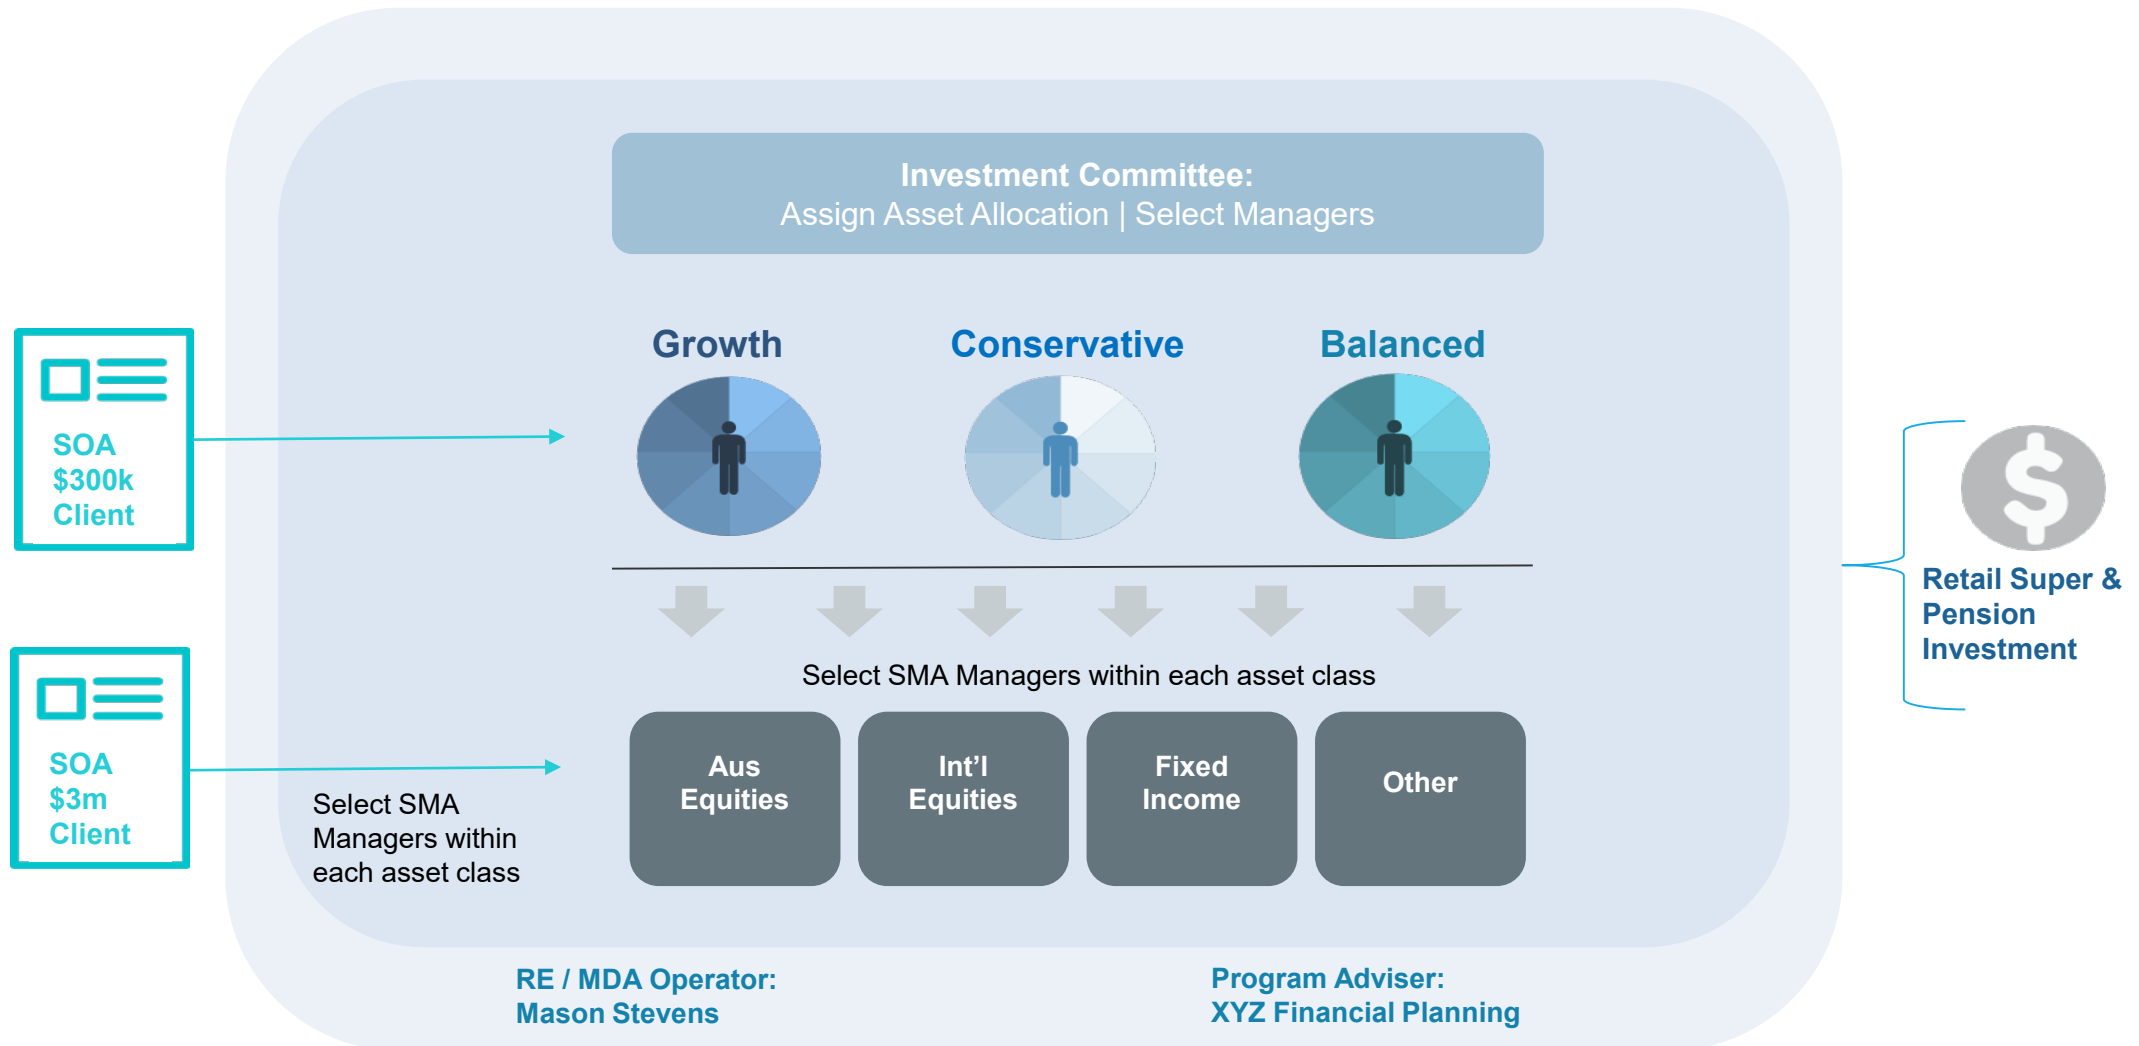 Investment Committee:
Assign Asset Allocation | Select Managers
Growth
Conservative
Balanced
SOA
$300k
Client
Retail Super &
Pension
Investment
Select SMA Managers within each asset class
SOA
$3m
Client
Select SMA
Managers within
each asset class
Aus
Equities
Int’l
Equities
Fixed
Income
Other
RE / MDA Operator:
Mason Stevens
Program Adviser:
XYZ Financial Planning